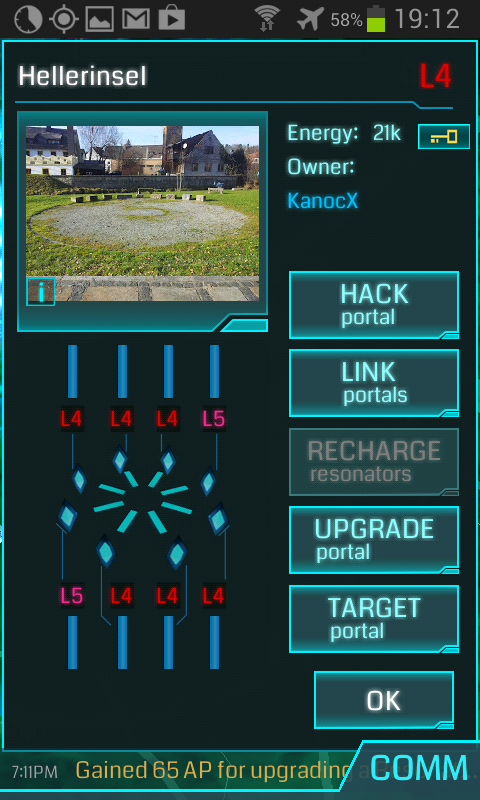 58% 19:12
Hellerinsel L4
Energy: 21k
Owner:
KanocX
i
HACK
portal
LINK
portals
RECHARGE
resonators
UPGRADE
portal
TARGET
portal
OK
L4 L4 L4 L5
L5 L4 L4 L4
7:11PM Gained 65 AP for upgrading a
COMM